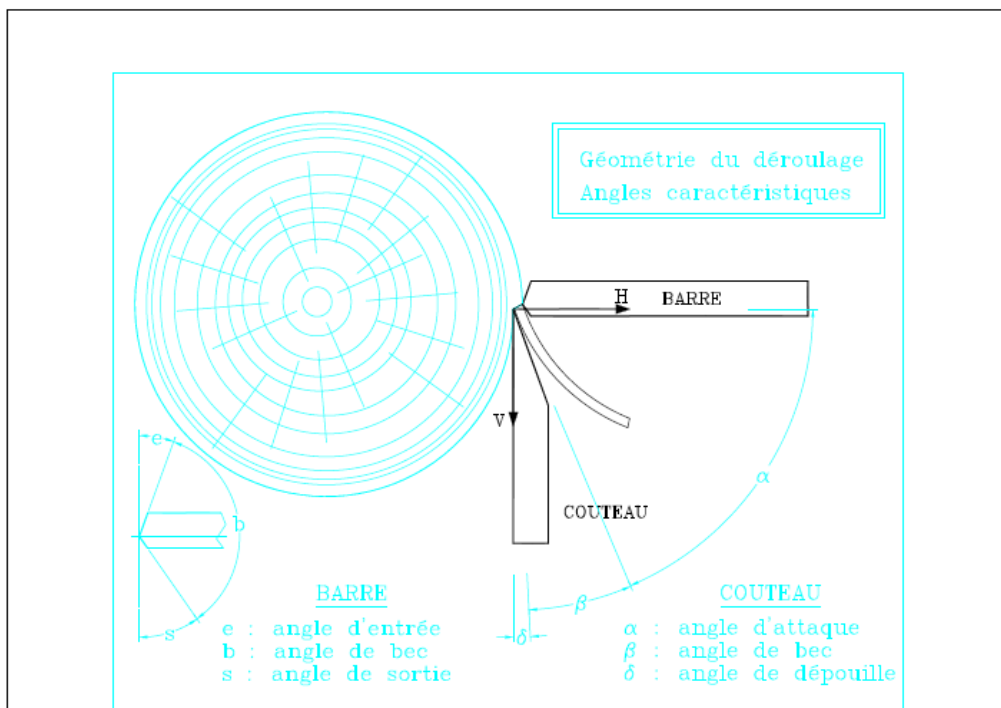 Géométrie du déroulage
Angles caractéristiques
H
BARRE
V
e
α
b
COUTEAU
s
δ
β
BARRE
e : angle d'entrée
b : angle de bec
s : angle de sortie
COUTEAU
α : angle d'attaque
β : angle de bec
δ : angle de dépouille